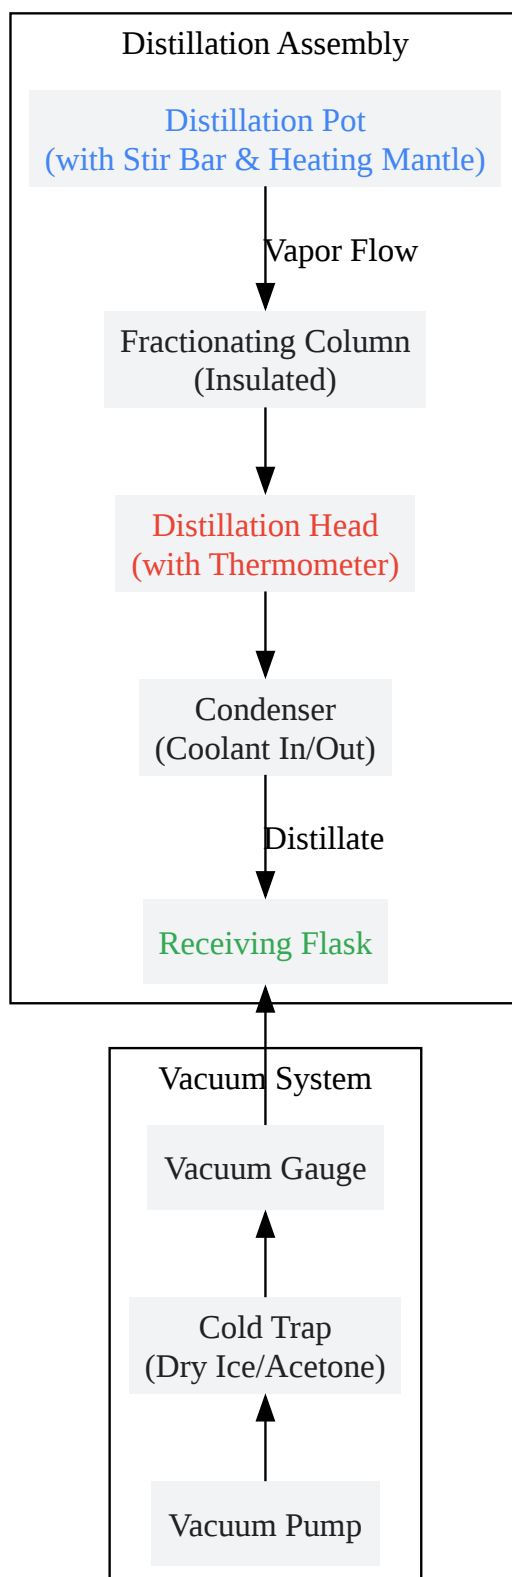 Distillation Assembly
Distillation Pot
(with Stir Bar & Heating Mantle)
Vapor Flow
Fractionating Column
(Insulated)
Distillation Head
(with Thermometer)
Condenser
(Coolant In/Out)
Distillate
Receiving Flask
Vacuum System
Vacuum Gauge
Cold Trap
(Dry Ice/Acetone)
Vacuum Pump